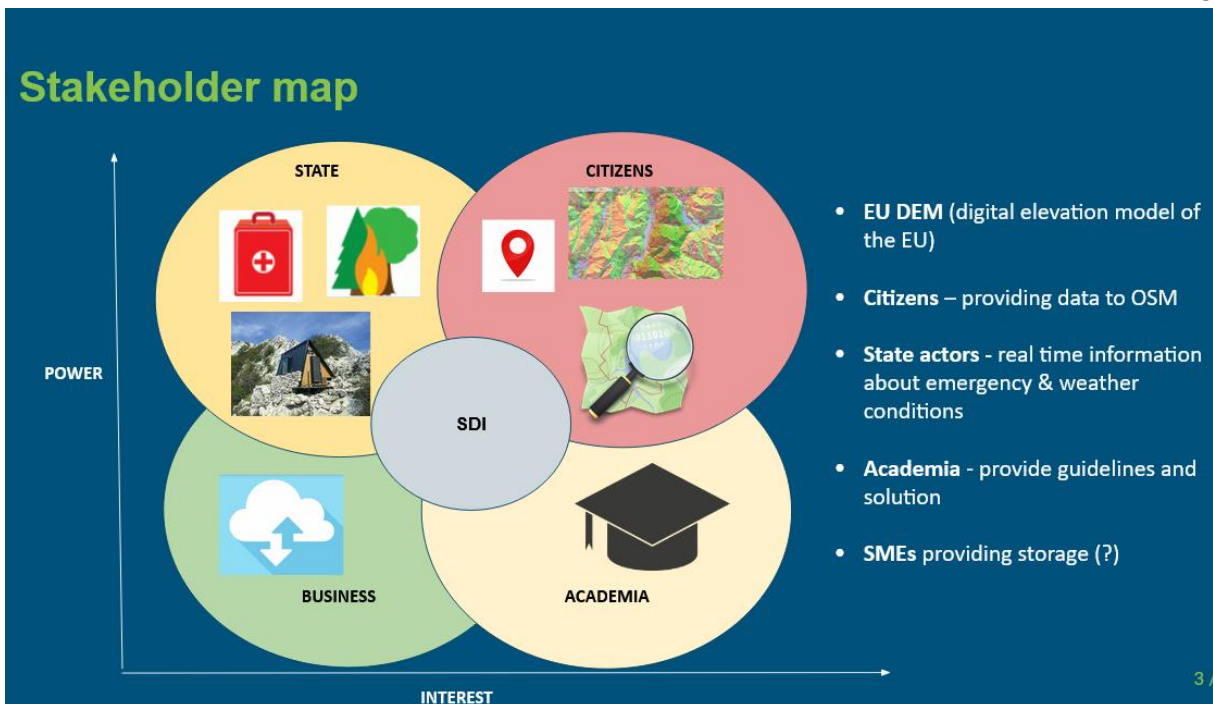 Stakeholder map
STATE
CITIZENS
POWER
SDI
BUSINESS
ACADEMIA
INTEREST
• EU DEM (digital elevation model of
the EU)
• Citizens – providing data to OSM
• State actors - real time information
about emergency & weather
conditions
• Academia - provide guidelines and
solution
• SMEs providing storage (?)
3 /